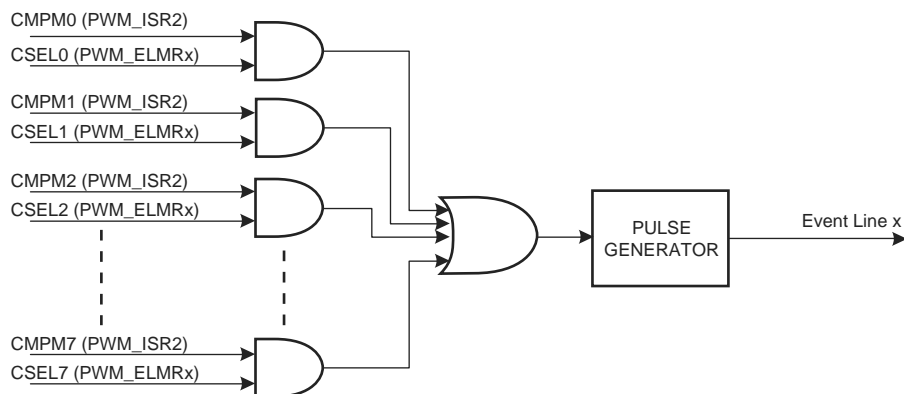 CMPM0 (PWM_ISR2)
CSEL0 (PWM_ELMRx)
CMPM1 (PWM_ISR2)
CSEL1 (PWM_ELMRx)
CMPM2 (PWM_ISR2)
CSEL2 (PWM_ELMRx)
PULSE
GENERATOR
Event Line x
CMPM7 (PWM_ISR2)
CSEL7 (PWM_ELMRx)